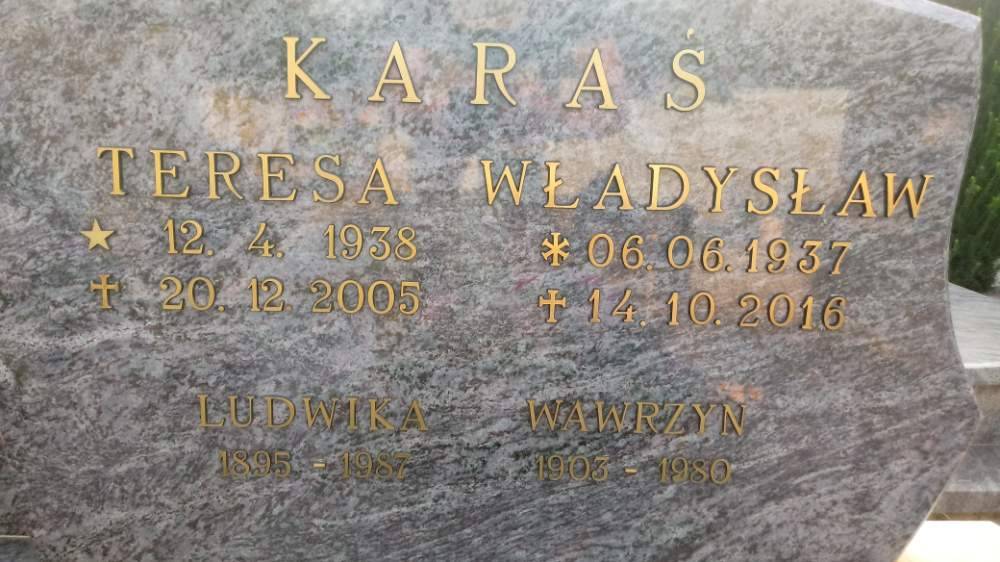 KARAŚ
TERESA WŁADYSŁAW
★ 12. 4. 1938 * 06.06.1937
✝ 20. 12. 2005 ✝ 14.10.2016
LUDWIKA WAWRZYN
1895 - 1987 1903 - 1980